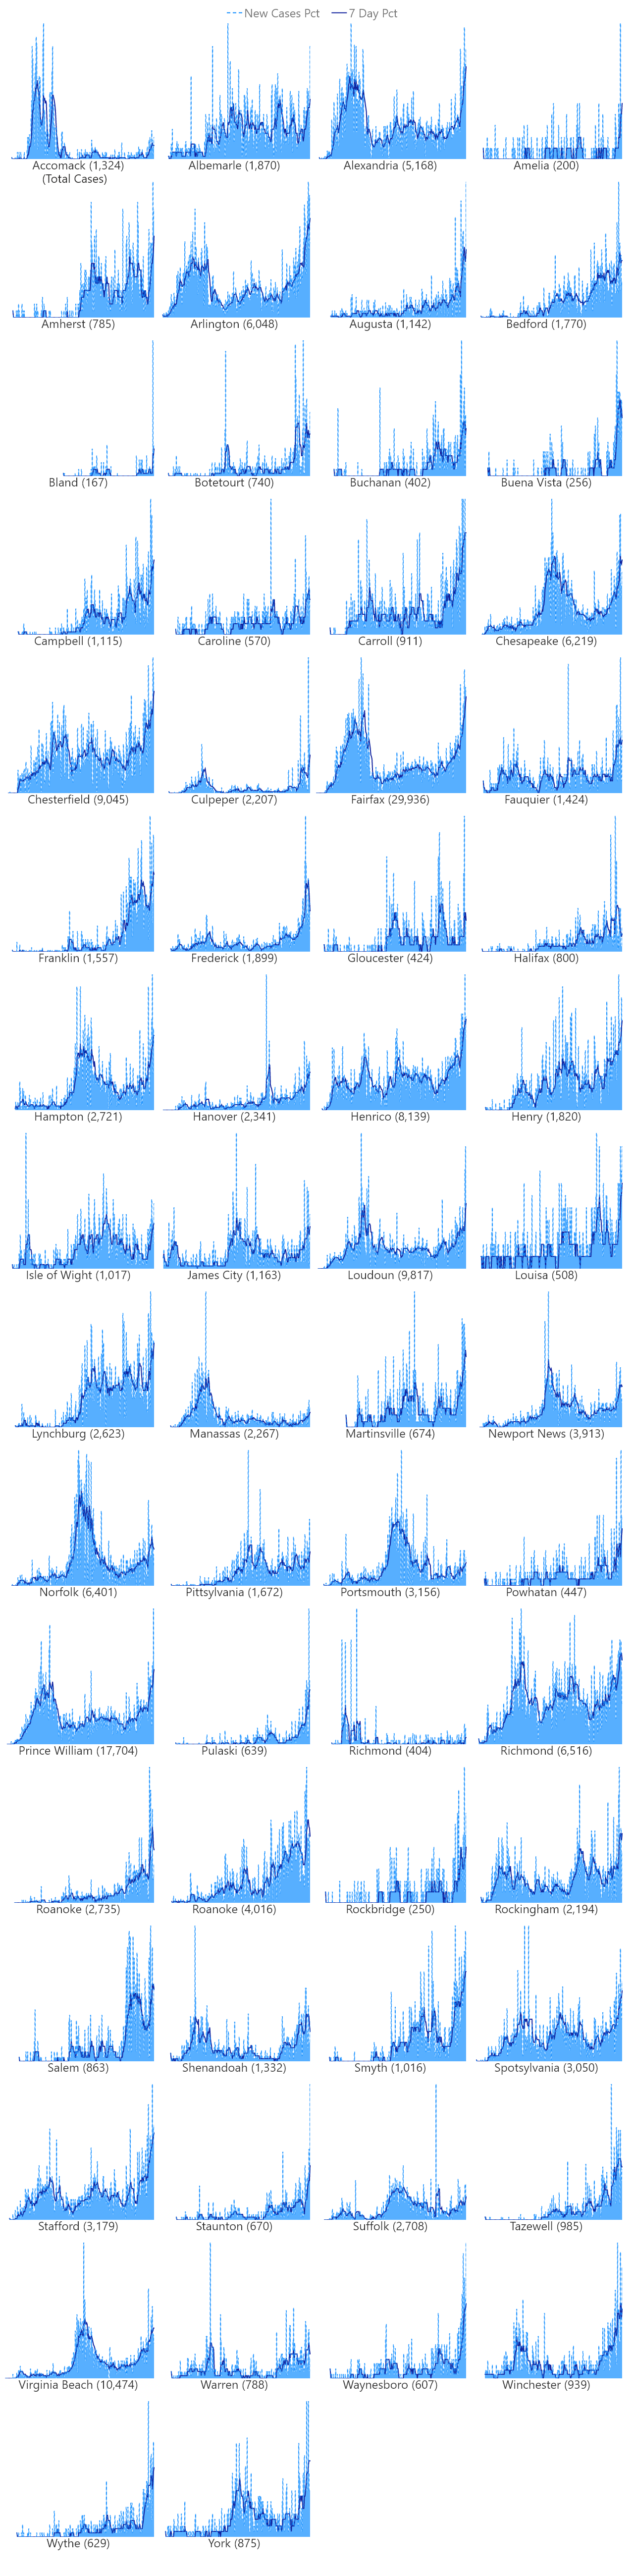 New Cases Pct 7 Day Pct
Accomack (1,324) Albemarle (1,870) Alexandria (5,168) Amelia (200)
(Total Cases)
Amherst (785) Arlington (6,048) Augusta (1,142) Bedford (1,770)
Bland (167) Botetourt (740) Buchanan (402) Buena Vista (256)
Campbell (1,115) Caroline (570) Carroll (911) Chesapeake (6,219)
Chesterfield (9,045) Culpeper (2,207) Fairfax (29,936) Fauquier (1,424)
Franklin (1,557) Frederick (1,899) Gloucester (424) Halifax (800)
Hampton (2,721) Hanover (2,341) Henrico (8,139) Henry (1,820)
Isle of Wight (1,017) James City (1,163) Loudoun (9,817) Louisa (508)
Lynchburg (2,623) Manassas (2,267) Martinsville (674) Newport News (3,913)
Norfolk (6,401) Pittsylvania (1,672) Portsmouth (3,156) Powhatan (447)
Prince William (17,704) Pulaski (639) Richmond (404) Richmond (6,516)
Roanoke (2,735) Roanoke (4,016) Rockbridge (250) Rockingham (2,194)
Salem (863) Shenandoah (1,332) Smyth (1,016) Spotsylvania (3,050)
Stafford (3,179) Staunton (670) Suffolk (2,708) Tazewell (985)
Virginia Beach (10,474) Warren (788) Waynesboro (607) Winchester (939)
Wythe (629) York (875)